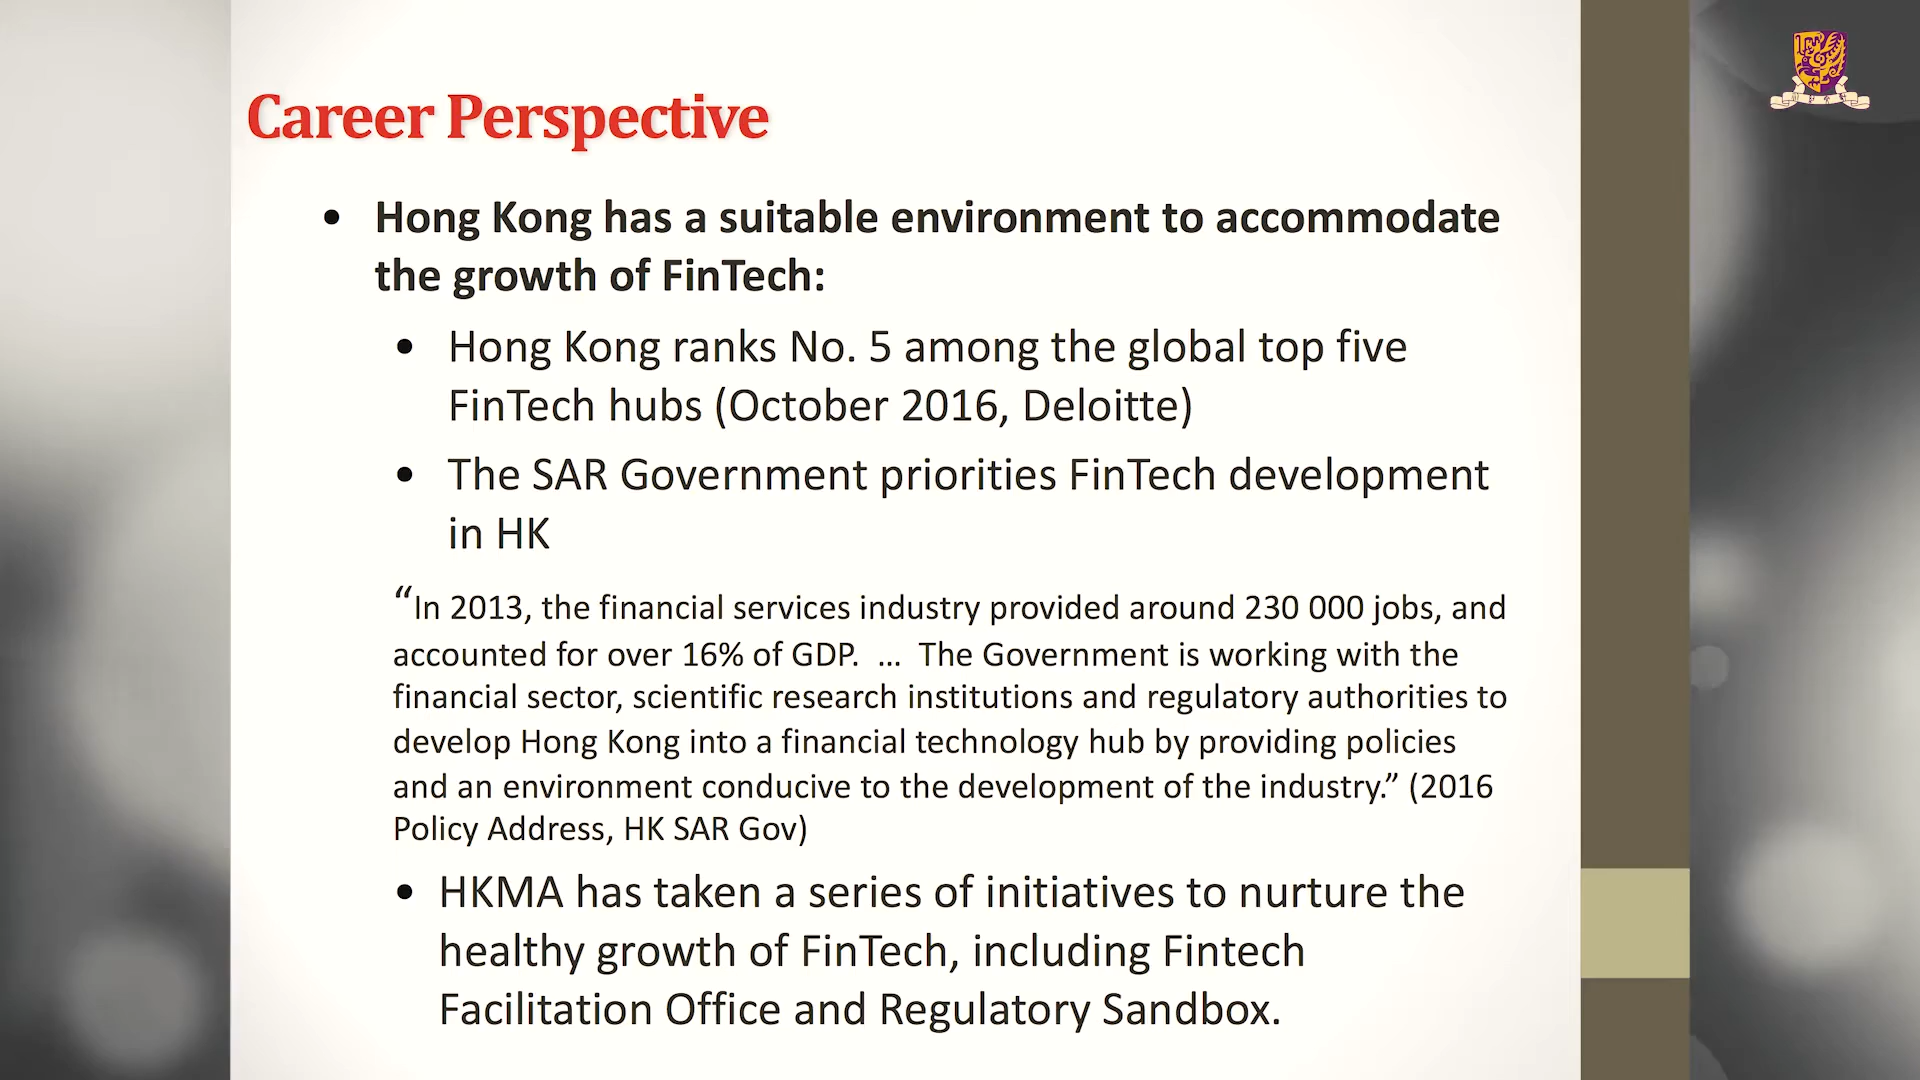 Career Perspective
• Hong Kong has a suitable environment to accommodate
the growth of FinTech:
• Hong Kong ranks No. 5 among the global top five
FinTech hubs (October 2016, Deloitte)
• The SAR Government priorities FinTech development
in HK
“In 2013, the financial services industry provided around 230 000 jobs, and
accounted for over 16% of GDP.  ...  The Government is working with the
financial sector, scientific research institutions and regulatory authorities to
develop Hong Kong into a financial technology hub by providing policies
and an environment conducive to the development of the industry.” (2016
Policy Address, HK SAR Gov)
• HKMA has taken a series of initiatives to nurture the
healthy growth of FinTech, including Fintech
Facilitation Office and Regulatory Sandbox.